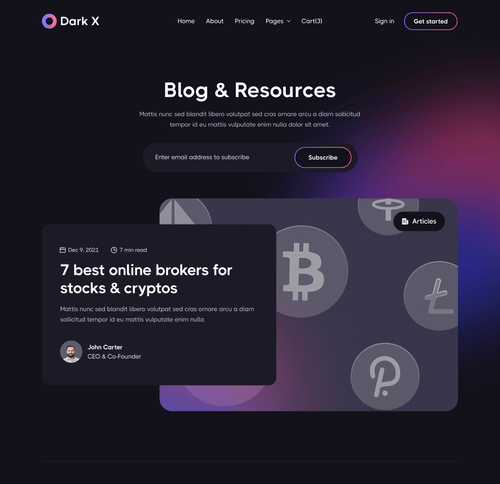 Dark X
Home About Pricing Pages Cart(3)
Sign in Get started
Blog & Resources
Mattis nunc sed blandit libero volutpat sed cras ornare arcu a diam sollicitud
tempor id eu mattis vulputate enim nulla dolor sit amet.
Enter email address to subscribe Subscribe
Articles
Dec 9, 2021 7 min read
7 best online brokers for
stocks & cryptos
Mattis nunc sed blandit libero volutpat sed cras ornare arcu a diam
sollicitud tempor id eu mattis vulputate enim nulla
John Carter
CEO & Co-Founder